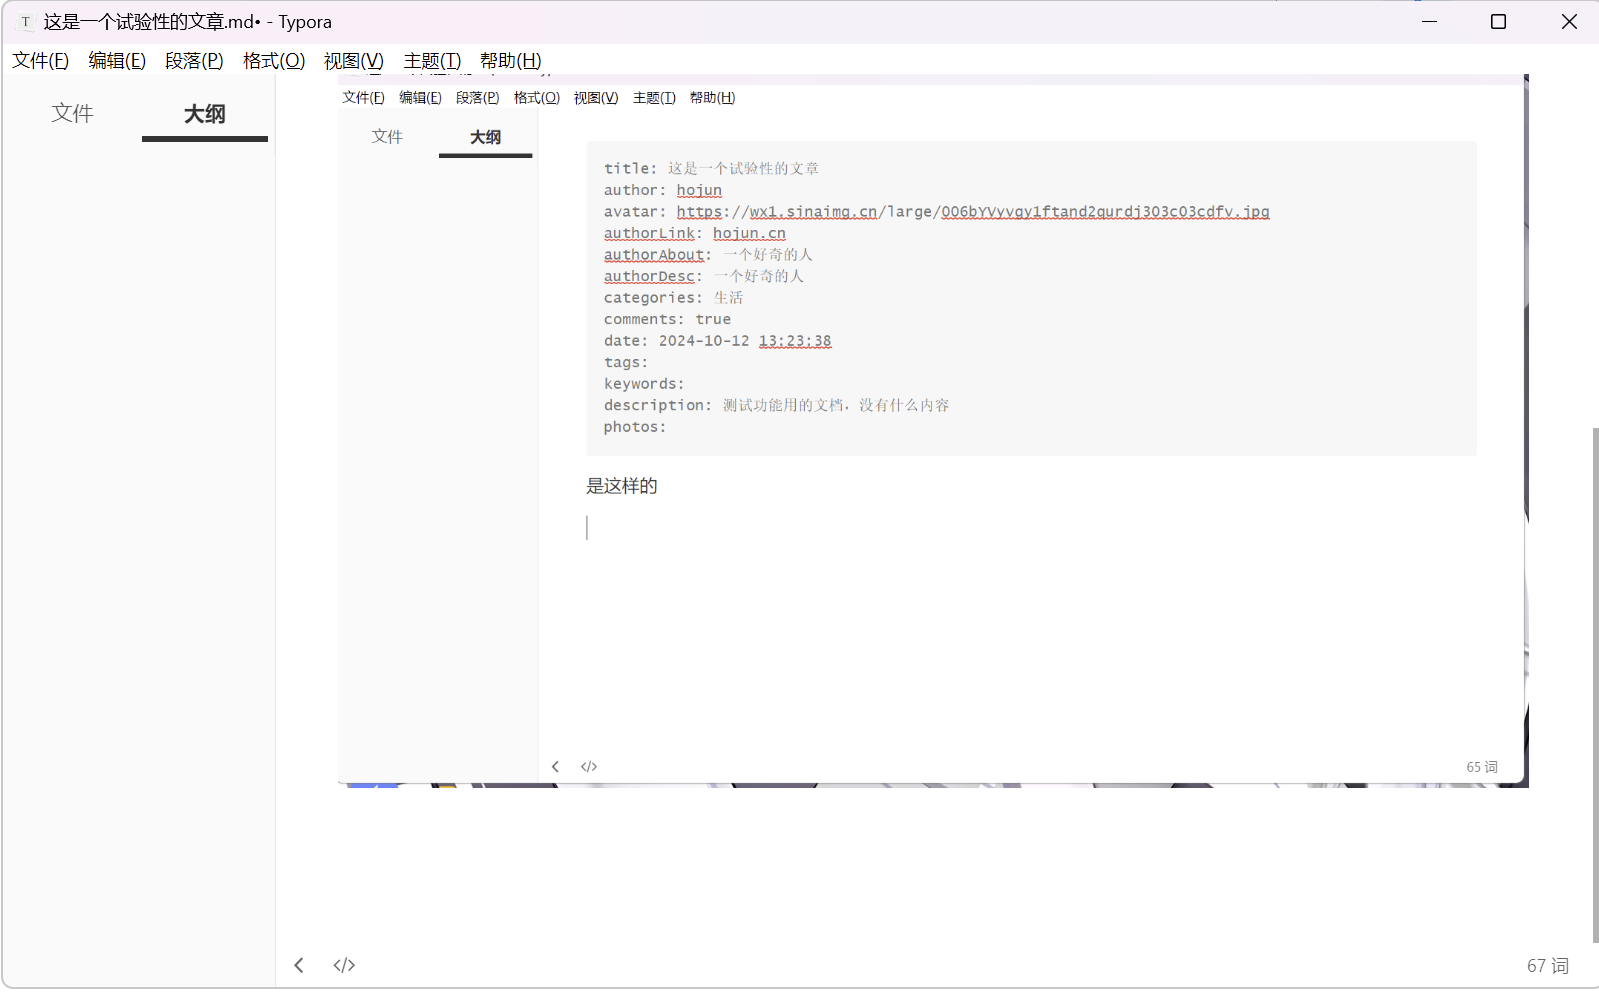 T 这是一个试验性的文章.md• - Typora
文件(F) 编辑(E) 段落(P) 格式(O) 视图(V) 主题(T) 帮助(H)
文件 大纲
文件(F) 编辑(E) 段落(P) 格式(O) 视图(V) 主题(T) 帮助(H)
文件 大纲
title: 这是一个试验性的文章
author: hojun
avatar: https://wx1.sinaimg.cn/large/006bYVyvgy1ftand2qurdj303c03cdfv.jpg
authorLink: hojun.cn
authorAbout: 一个好奇的人
authorDesc: 一个好奇的人
categories: 生活
comments: true
date: 2024-10-12 13:23:38
tags:
keywords:
description: 测试功能用的文档，没有什么内容
photos:
是这样的
65 词
67 词